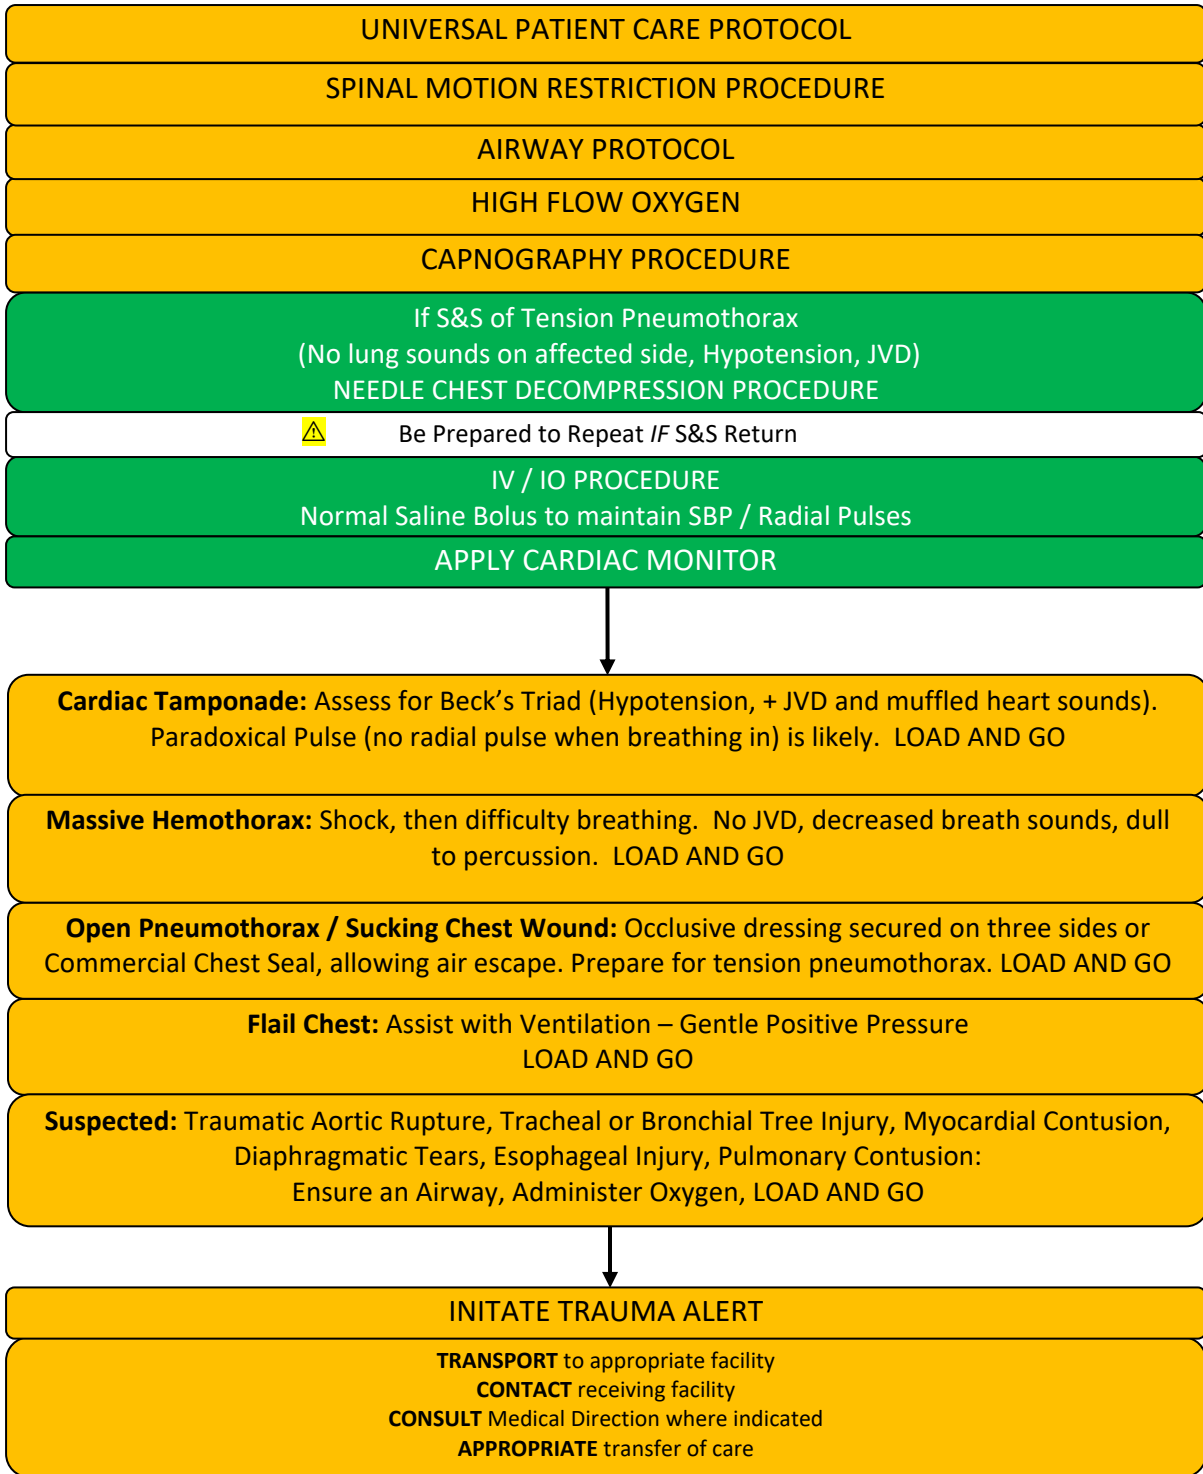 UNIVERSAL PATIENT CARE PROTOCOL
SPINAL MOTION RESTRICTION PROCEDURE
AIRWAY PROTOCOL
HIGH FLOW OXYGEN
CAPNOGRAPHY PROCEDURE
If S&S of Tension Pneumothorax
(No lung sounds on affected side, Hypotension, JVD)
NEEDLE CHEST DECOMPRESSION PROCEDURE
⚠ Be Prepared to Repeat IF S&S Return
IV / IO PROCEDURE
Normal Saline Bolus to maintain SBP / Radial Pulses
APPLY CARDIAC MONITOR
Cardiac Tamponade: Assess for Beck’s Triad (Hypotension, + JVD and muffled heart sounds).
Paradoxical Pulse (no radial pulse when breathing in) is likely. LOAD AND GO
Massive Hemothorax: Shock, then difficulty breathing. No JVD, decreased breath sounds, dull
to percussion. LOAD AND GO
Open Pneumothorax / Sucking Chest Wound: Occlusive dressing secured on three sides or
Commercial Chest Seal, allowing air escape. Prepare for tension pneumothorax. LOAD AND GO
Flail Chest: Assist with Ventilation – Gentle Positive Pressure
LOAD AND GO
Suspected: Traumatic Aortic Rupture, Tracheal or Bronchial Tree Injury, Myocardial Contusion,
Diaphragmatic Tears, Esophageal Injury, Pulmonary Contusion:
Ensure an Airway, Administer Oxygen, LOAD AND GO
INITATE TRAUMA ALERT
TRANSPORT to appropriate facility
CONTACT receiving facility
CONSULT Medical Direction where indicated
APPROPRIATE transfer of care